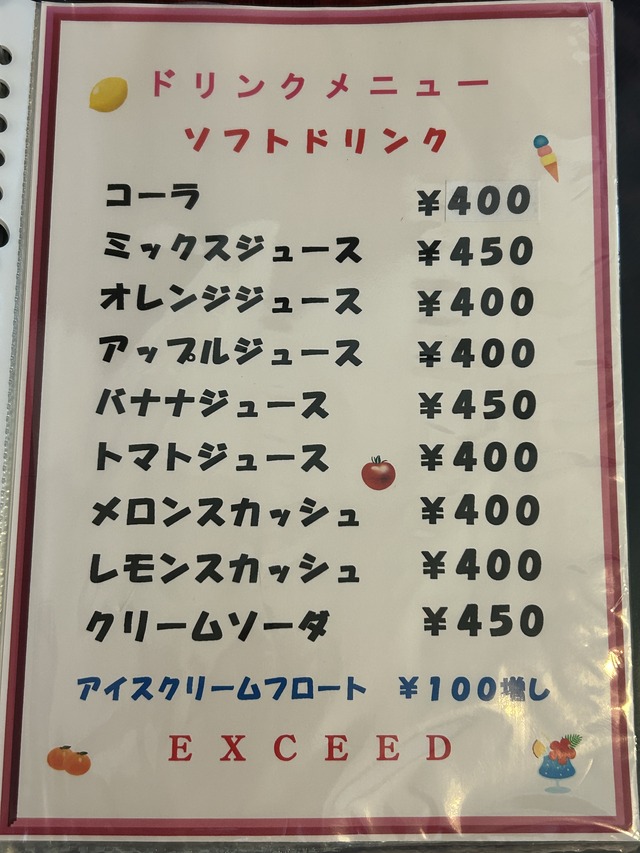 ドリンクメニュー
ソフトドリンク
コーラ ¥400
ミックスジュース ¥450
オレンジジュース ¥400
アップルジュース ¥400
バナナジュース ¥450
トマトジュース ¥400
メロンスカッシュ ¥400
レモンスカッシュ ¥400
クリームソーダ ¥450
アイスクリームフロート ¥100増し
EXCEED